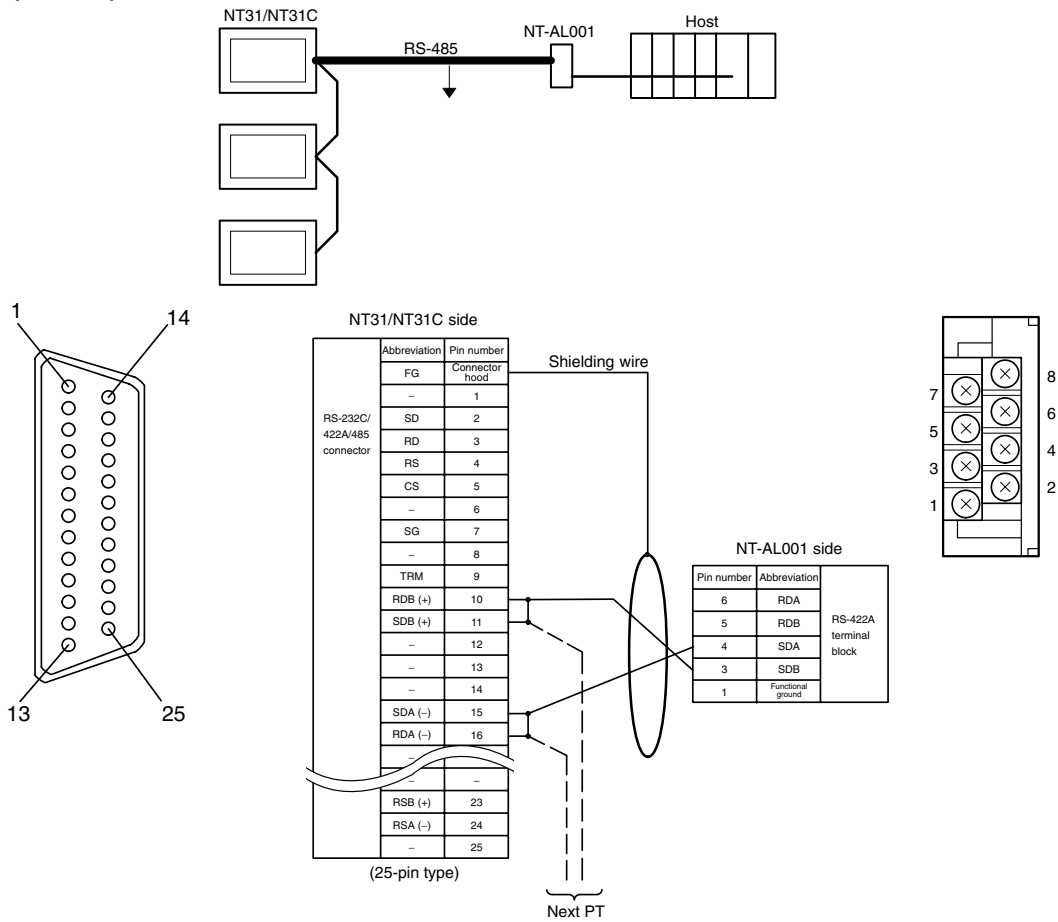 NT31/NT31C
RS-485
NT-AL001
Host
1
14
13
25
NT31/NT31C side
Abbreviation Pin number
RS-232C/
422A/485
connector
FG Connector hood
– 1
SD 2
RD 3
RS 4
CS 5
– 6
SG 7
– 8
TRM 9
RDB (+) 10
SDB (+) 11
– 12
– 13
– 14
SDA (–) 15
RDA (–) 16
–
– –
RSB (+) 23
RSA (–) 24
– 25
(25-pin type)
Shielding wire
Next PT
NT-AL001 side
Pin number Abbreviation
6 RDA
5 RDB
4 SDA
3 SDB
1 Functional ground
RS-422A
terminal
block
8
7
6
5
4
3
2
1